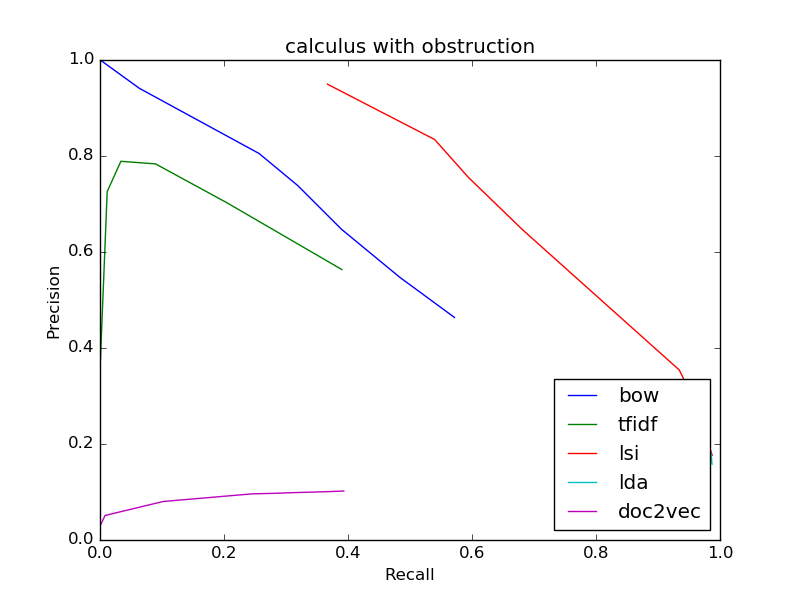 calculus with obstruction
1.0
0.8
0.6
0.4
0.2
0.0
Precision
0.0 0.2 0.4 0.6 0.8 1.0
Recall
bow
tfidf
lsi
lda
doc2vec